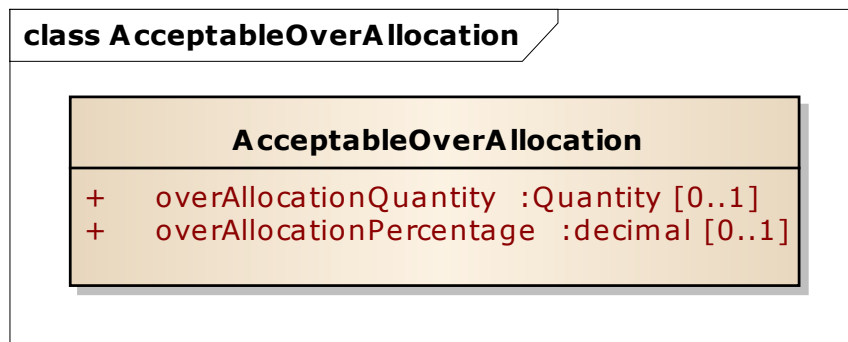 class AcceptableOverAllocation
AcceptableOverAllocation
+ overAllocationQuantity :Quantity [0..1]
+ overAllocationPercentage :decimal [0..1]